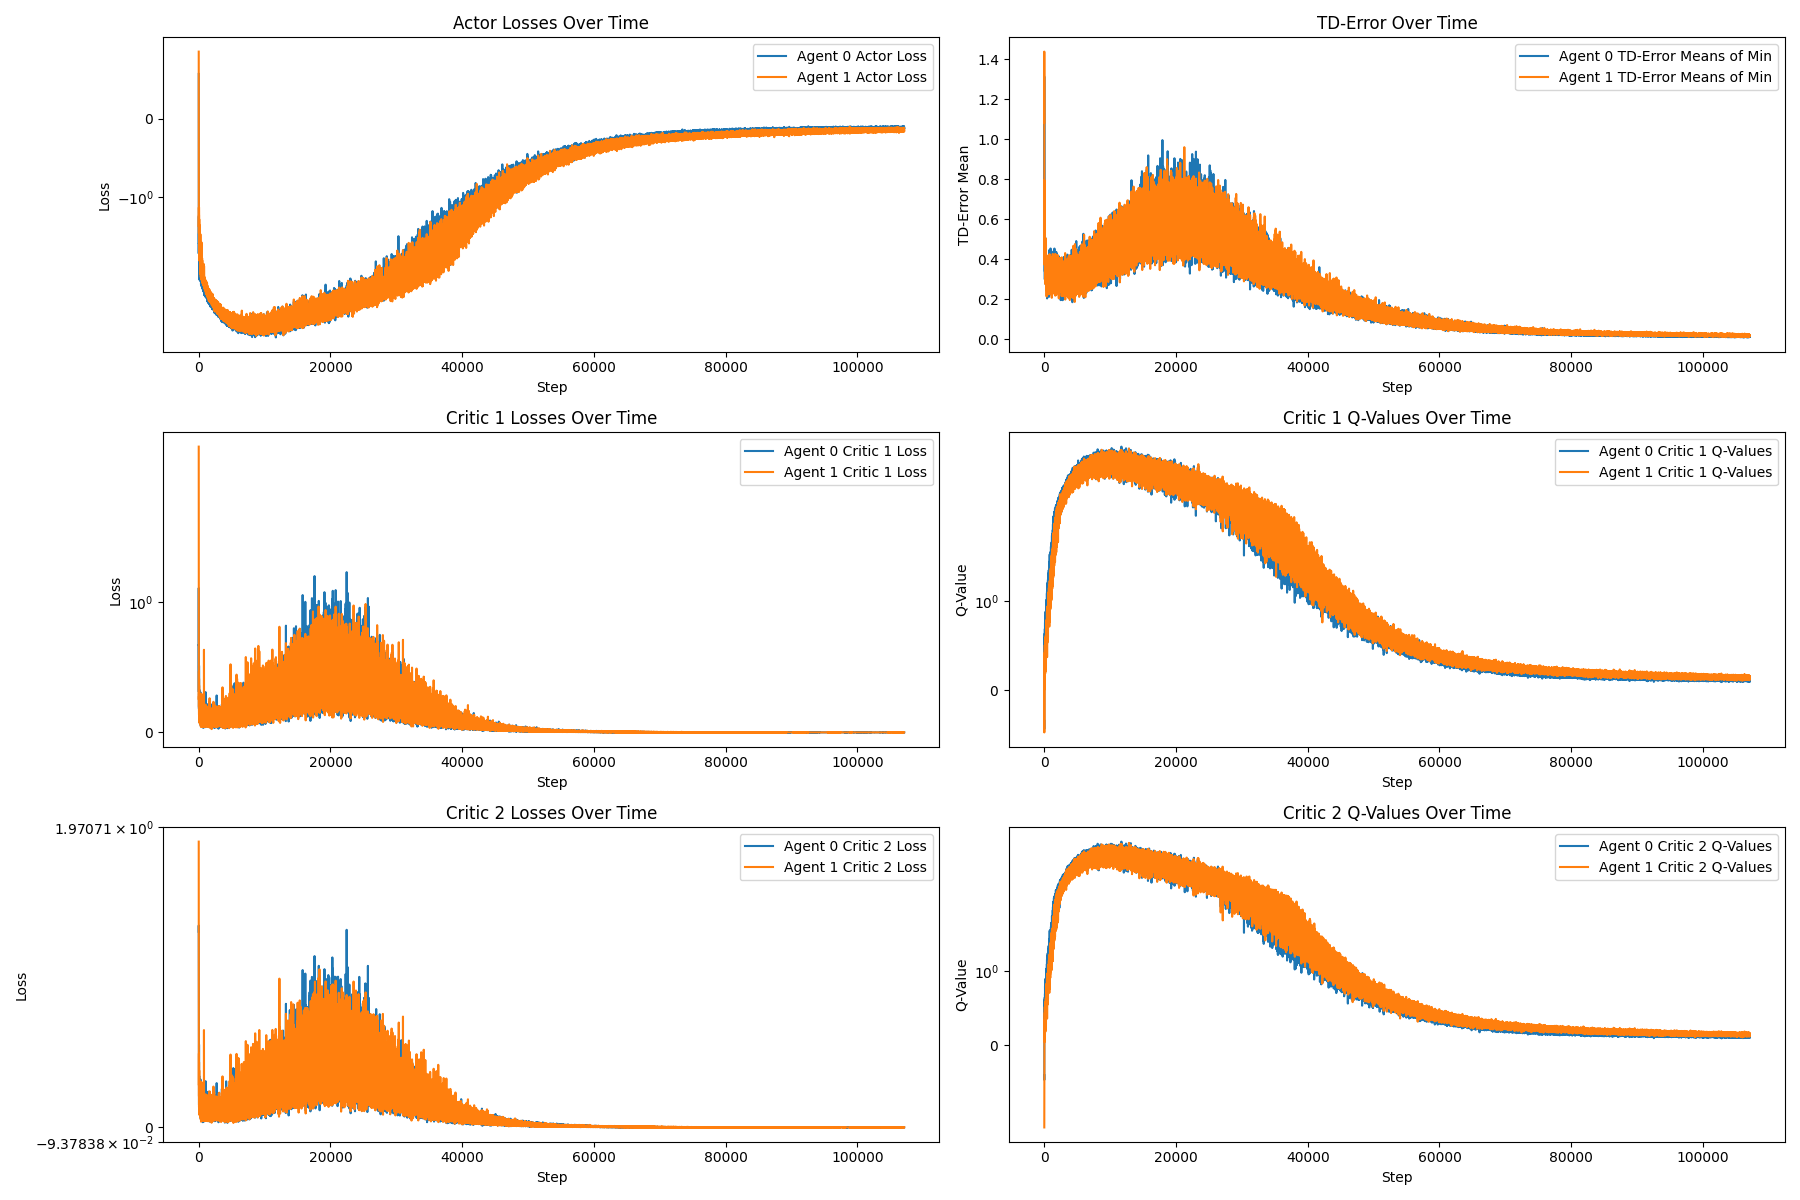 Actor Losses Over Time
Agent 0 Actor Loss
Agent 1 Actor Loss
0
−10⁰
Loss
0 20000 40000 60000 80000 100000
Step
TD-Error Over Time
Agent 0 TD-Error Means of Min
Agent 1 TD-Error Means of Min
1.4
1.2
1.0
0.8
0.6
0.4
0.2
0.0
TD-Error Mean
0 20000 40000 60000 80000 100000
Step
Critic 1 Losses Over Time
Agent 0 Critic 1 Loss
Agent 1 Critic 1 Loss
10⁰
0
Loss
0 20000 40000 60000 80000 100000
Step
Critic 1 Q-Values Over Time
Agent 0 Critic 1 Q-Values
Agent 1 Critic 1 Q-Values
10⁰
0
Q-Value
0 20000 40000 60000 80000 100000
Step
Critic 2 Losses Over Time
Agent 0 Critic 2 Loss
Agent 1 Critic 2 Loss
1.97071 × 10⁰
0
−9.37838 × 10⁻²
Loss
0 20000 40000 60000 80000 100000
Step
Critic 2 Q-Values Over Time
Agent 0 Critic 2 Q-Values
Agent 1 Critic 2 Q-Values
10⁰
0
Q-Value
0 20000 40000 60000 80000 100000
Step